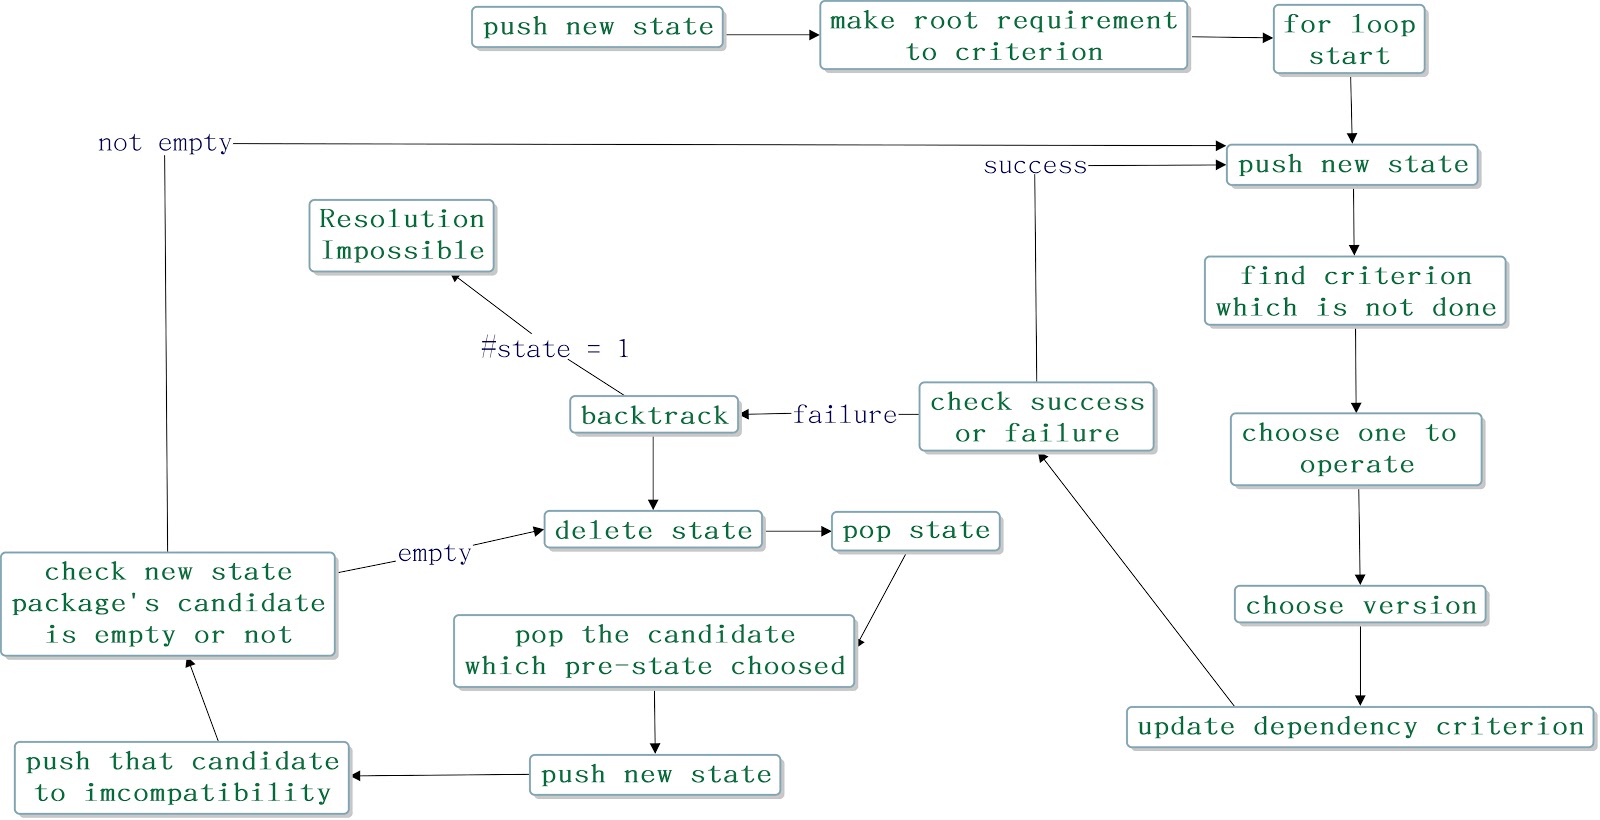 push new state
make root requirement
to criterion
for loop
start
not empty
success
push new state
Resolution
Impossible
find criterion
which is not done
#state = 1
backtrack
failure
check success
or failure
choose one to
operate
delete state
pop state
empty
check new state
package's candidate
is empty or not
choose version
pop the candidate
which pre-state choosed
update dependency criterion
push that candidate
to imcompatibility
push new state